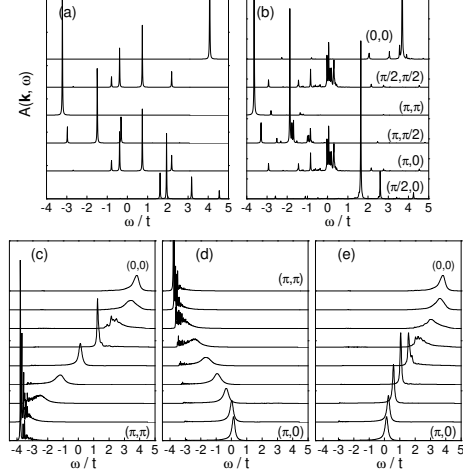 (a) (b)
(0,0)
(π/2,π/2)
(π,π)
(π,π/2)
(π,0)
(π/2,0)
A(k, ω)
-4 -3 -2 -1 0 1 2 3 4 5 -4 -3 -2 -1 0 1 2 3 4 5
ω / t ω / t
(c) (d) (e)
(0,0) (π,π) (0,0)
(π,π) (π,0) (π,0)
-4 -3 -2 -1 0 1 2 3 4 5 -4 -3 -2 -1 0 1 2 3 4 5 -4 -3 -2 -1 0 1 2 3 4 5
ω / t ω / t ω / t